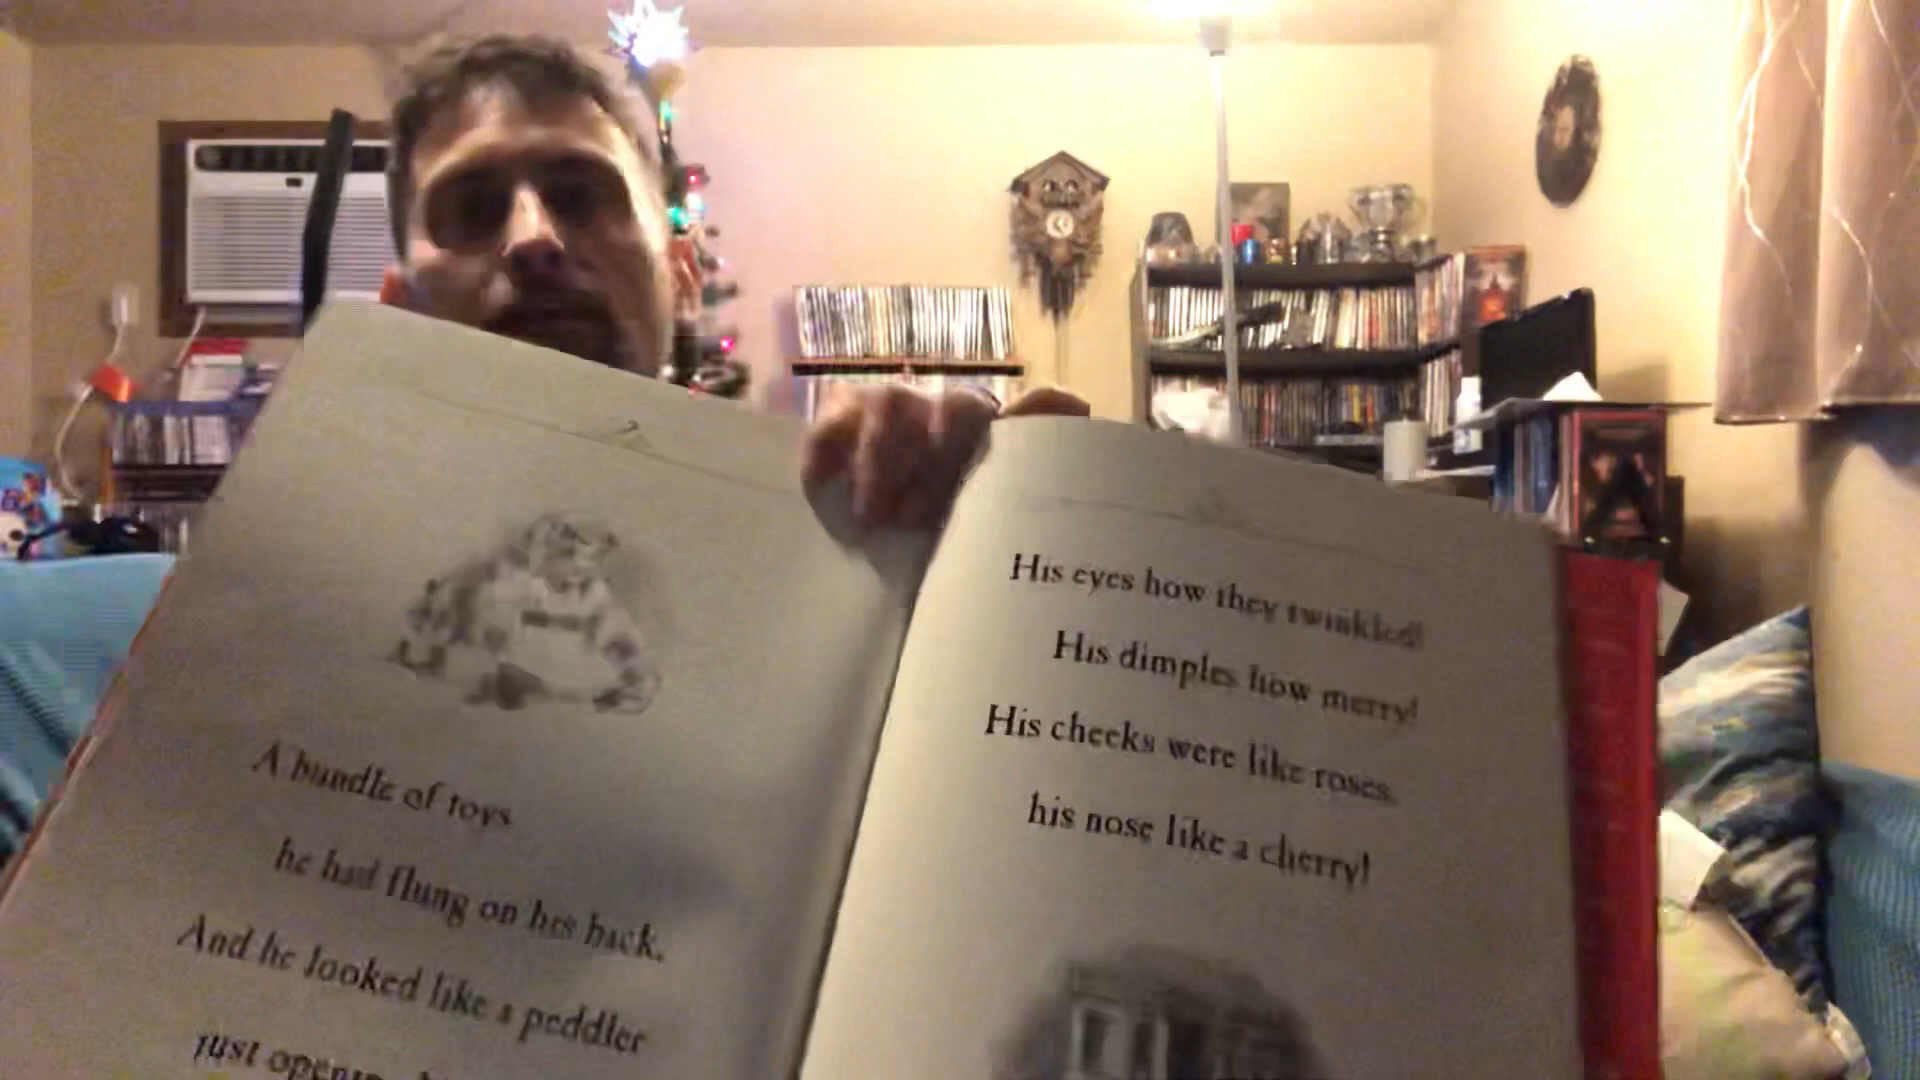 A bundle of toys
he had flung on his back,
And he looked like a peddler
just
His eyes how they twinkled!
His dimples how merry!
His cheeks were like roses,
his nose like a cherry!